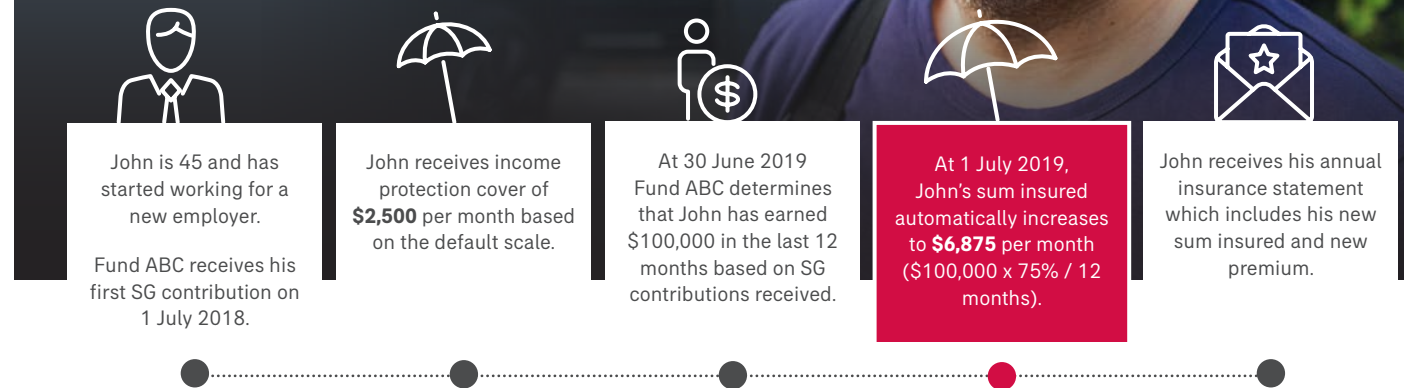 John is 45 and has
started working for a
new employer.
Fund ABC receives his
first SG contribution on
1 July 2018.
John receives income
protection cover of
$2,500 per month based
on the default scale.
At 30 June 2019
Fund ABC determines
that John has earned
$100,000 in the last 12
months based on SG
contributions received.
At 1 July 2019,
John’s sum insured
automatically increases
to $6,875 per month
($100,000 x 75% / 12
months).
John receives his annual
insurance statement
which includes his new
sum insured and new
premium.